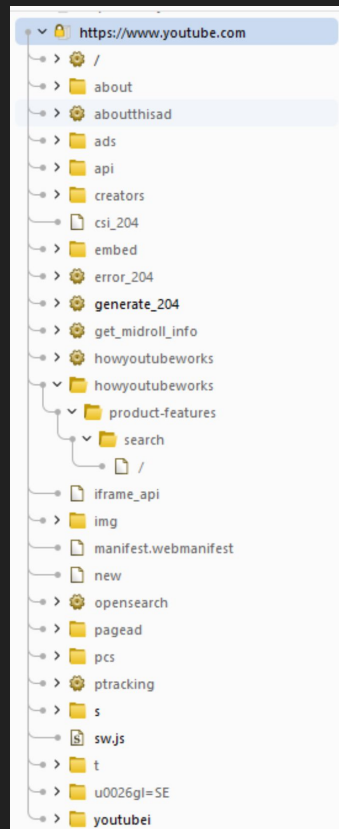 https://www.youtube.com
/
about
aboutthisad
ads
api
creators
csi_204
embed
error_204
generate_204
get_midroll_info
howyoutubeworks
howyoutubeworks
product-features
search
/
iframe_api
img
manifest.webmanifest
new
opensearch
pagead
pcs
ptracking
s
sw.js
t
u0026gl=SE
youtubei